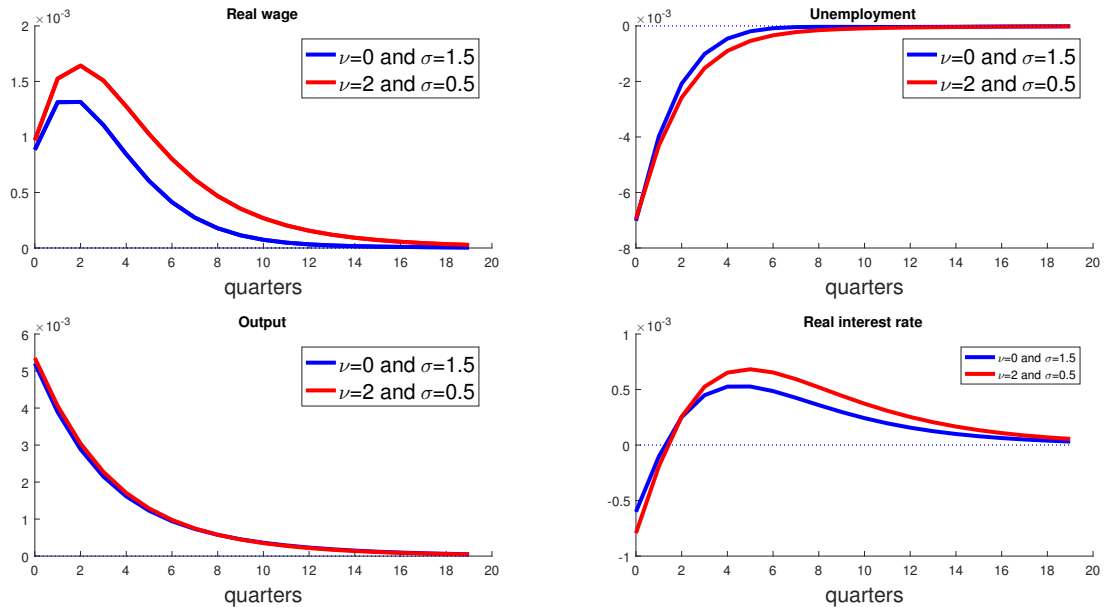 Real wage
×10⁻³
2
1.5
1
0.5
0
0 2 4 6 8 10 12 14 16 18 20
quarters
ν=0 and σ=1.5
ν=2 and σ=0.5
Unemployment
×10⁻³
0
-2
-4
-6
-8
0 2 4 6 8 10 12 14 16 18 20
quarters
ν=0 and σ=1.5
ν=2 and σ=0.5
Output
×10⁻³
6
5
4
3
2
1
0
0 2 4 6 8 10 12 14 16 18 20
quarters
ν=0 and σ=1.5
ν=2 and σ=0.5
Real interest rate
×10⁻³
1
0.5
0
-0.5
-1
0 2 4 6 8 10 12 14 16 18 20
quarters
ν=0 and σ=1.5
ν=2 and σ=0.5